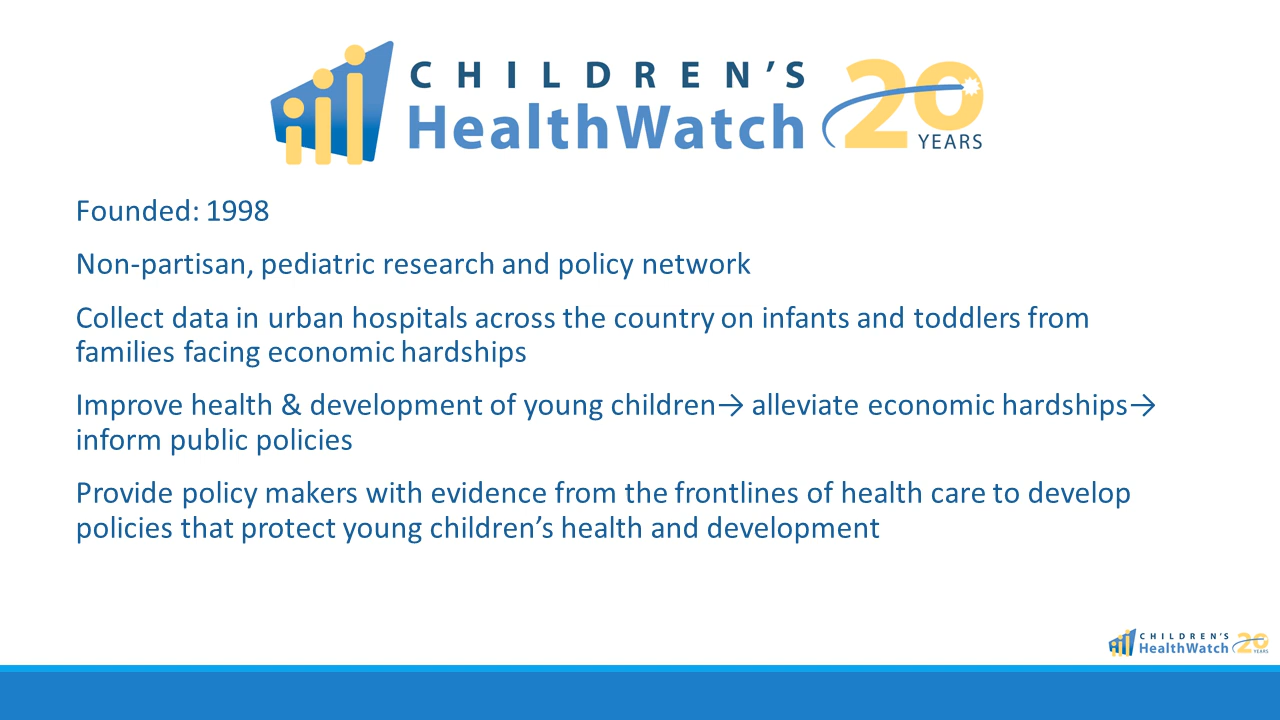 CHILDREN'S
HealthWatch
20
YEARS
Founded: 1998
Non-partisan, pediatric research and policy network
Collect data in urban hospitals across the country on infants and toddlers from
families facing economic hardships
Improve health & development of young children→ alleviate economic hardships→
inform public policies
Provide policy makers with evidence from the frontlines of health care to develop
policies that protect young children’s health and development
CHILDREN'S
HealthWatch
20
YEARS